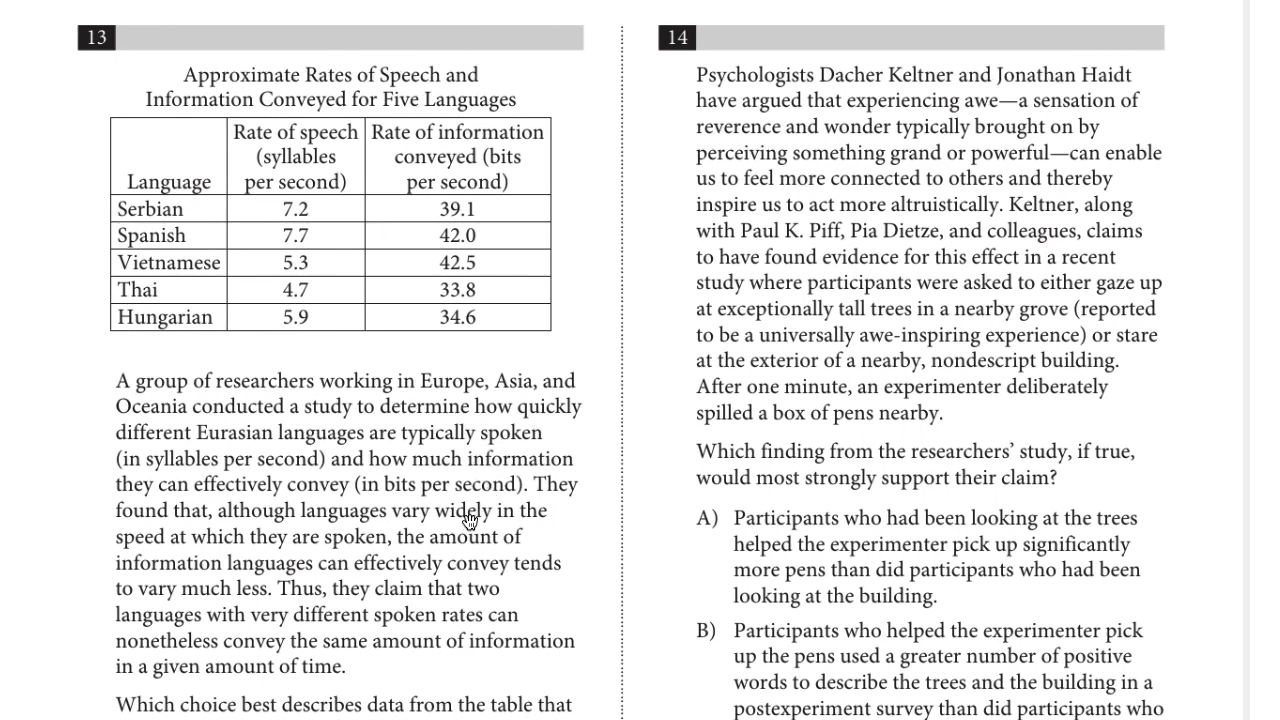 13
Approximate Rates of Speech and
Information Conveyed for Five Languages
Language
Rate of speech
(syllables
per second)
Rate of information
conveyed (bits
per second)
Serbian 7.2 39.1
Spanish 7.7 42.0
Vietnamese 5.3 42.5
Thai 4.7 33.8
Hungarian 5.9 34.6
A group of researchers working in Europe, Asia, and
Oceania conducted a study to determine how quickly
different Eurasian languages are typically spoken
(in syllables per second) and how much information
they can effectively convey (in bits per second). They
found that, although languages vary widely in the
speed at which they are spoken, the amount of
information languages can effectively convey tends
to vary much less. Thus, they claim that two
languages with very different spoken rates can
nonetheless convey the same amount of information
in a given amount of time.
Which choice best describes data from the table that
14
Psychologists Dacher Keltner and Jonathan Haidt
have argued that experiencing awe—a sensation of
reverence and wonder typically brought on by
perceiving something grand or powerful—can enable
us to feel more connected to others and thereby
inspire us to act more altruistically. Keltner, along
with Paul K. Piff, Pia Dietze, and colleagues, claims
to have found evidence for this effect in a recent
study where participants were asked to either gaze up
at exceptionally tall trees in a nearby grove (reported
to be a universally awe-inspiring experience) or stare
at the exterior of a nearby, nondescript building.
After one minute, an experimenter deliberately
spilled a box of pens nearby.
Which finding from the researchers’ study, if true,
would most strongly support their claim?
A) Participants who had been looking at the trees
helped the experimenter pick up significantly
more pens than did participants who had been
looking at the building.
B) Participants who helped the experimenter pick
up the pens used a greater number of positive
words to describe the trees and the building in a
postexperiment survey than did participants who